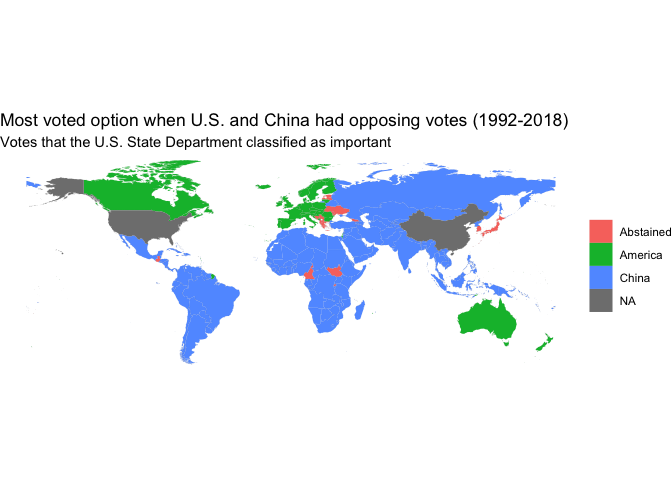 Most voted option when U.S. and China had opposing votes (1992-2018)
Votes that the U.S. State Department classified as important
Abstained
America
China
NA